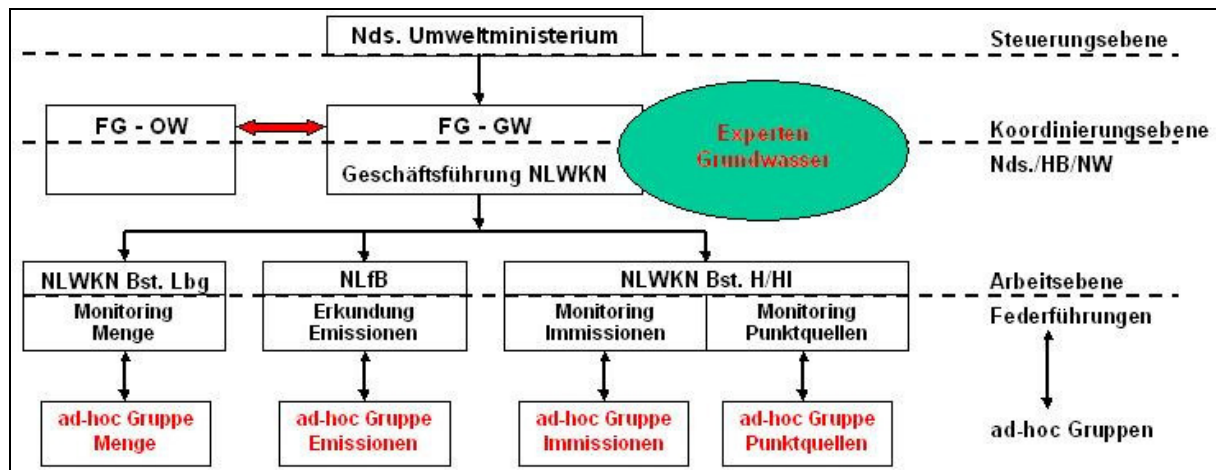 Nds. Umweltministerium
Steuerungsebene
FG - OW
FG - GW
Geschäftsführung NLWKN
Experten
Grundwasser
Koordinierungsebene
Nds./HB/NW
NLWKN Bst. Lbg
Monitoring
Menge
NLfB
Erkundung
Emissionen
NLWKN Bst. H/HI
Monitoring
Immissionen
Monitoring
Punktquellen
Arbeitsebene
Federführungen
ad-hoc Gruppe
Menge
ad-hoc Gruppe
Emissionen
ad-hoc Gruppe
Immissionen
ad-hoc Gruppe
Punktquellen
ad-hoc Gruppen